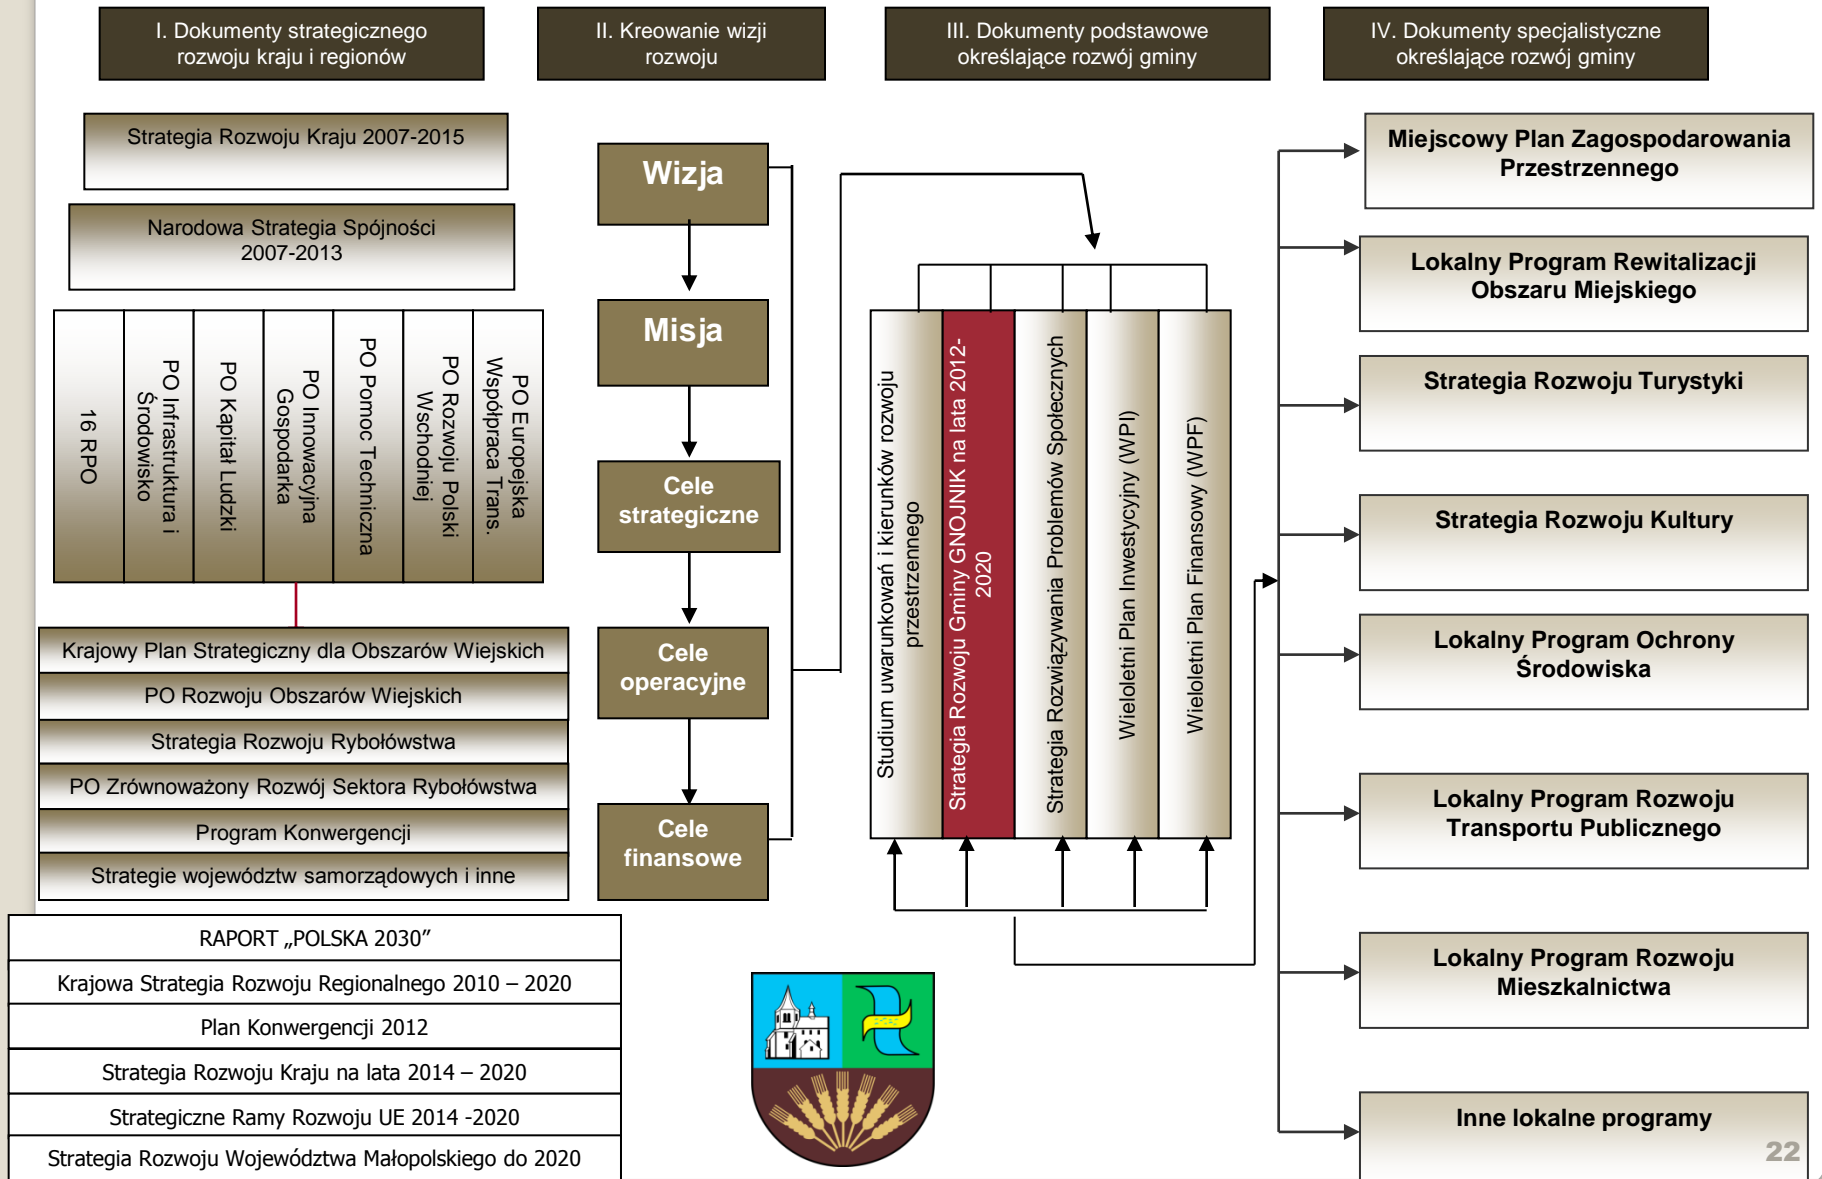 I. Dokumenty strategicznego
rozwoju kraju i regionów
II. Kreowanie wizji
rozwoju
III. Dokumenty podstawowe
określające rozwój gminy
IV. Dokumenty specjalistyczne
określające rozwój gminy
Strategia Rozwoju Kraju 2007-2015
Narodowa Strategia Spójności
2007-2013
16 RPO
PO Infrastruktura i
Środowisko
PO Kapitał Ludzki
PO Innowacyjna
Gospodarka
PO Pomoc Techniczna
PO Rozwoju Polski
Wschodniej
PO Europejska
Współpraca Trans.
Krajowy Plan Strategiczny dla Obszarów Wiejskich
PO Rozwoju Obszarów Wiejskich
Strategia Rozwoju Rybołówstwa
PO Zrównoważony Rozwój Sektora Rybołówstwa
Program Konwergencji
Strategie województw samorządowych i inne
RAPORT „POLSKA 2030”
Krajowa Strategia Rozwoju Regionalnego 2010 – 2020
Plan Konwergencji 2012
Strategia Rozwoju Kraju na lata 2014 – 2020
Strategiczne Ramy Rozwoju UE 2014 -2020
Strategia Rozwoju Województwa Małopolskiego do 2020
Wizja
Misja
Cele
strategiczne
Cele
operacyjne
Cele
finansowe
Studium uwarunkowań i kierunków rozwoju
przestrzennego
Strategia Rozwoju Gminy GNOJNIK na lata 2012-
2020
Strategia Rozwiązywania Problemów Społecznych
Wieloletni Plan Inwestycyjny (WPI)
Wieloletni Plan Finansowy (WPF)
Miejscowy Plan Zagospodarowania
Przestrzennego
Lokalny Program Rewitalizacji
Obszaru Miejskiego
Strategia Rozwoju Turystyki
Strategia Rozwoju Kultury
Lokalny Program Ochrony
Środowiska
Lokalny Program Rozwoju
Transportu Publicznego
Lokalny Program Rozwoju
Mieszkalnictwa
Inne lokalne programy
22